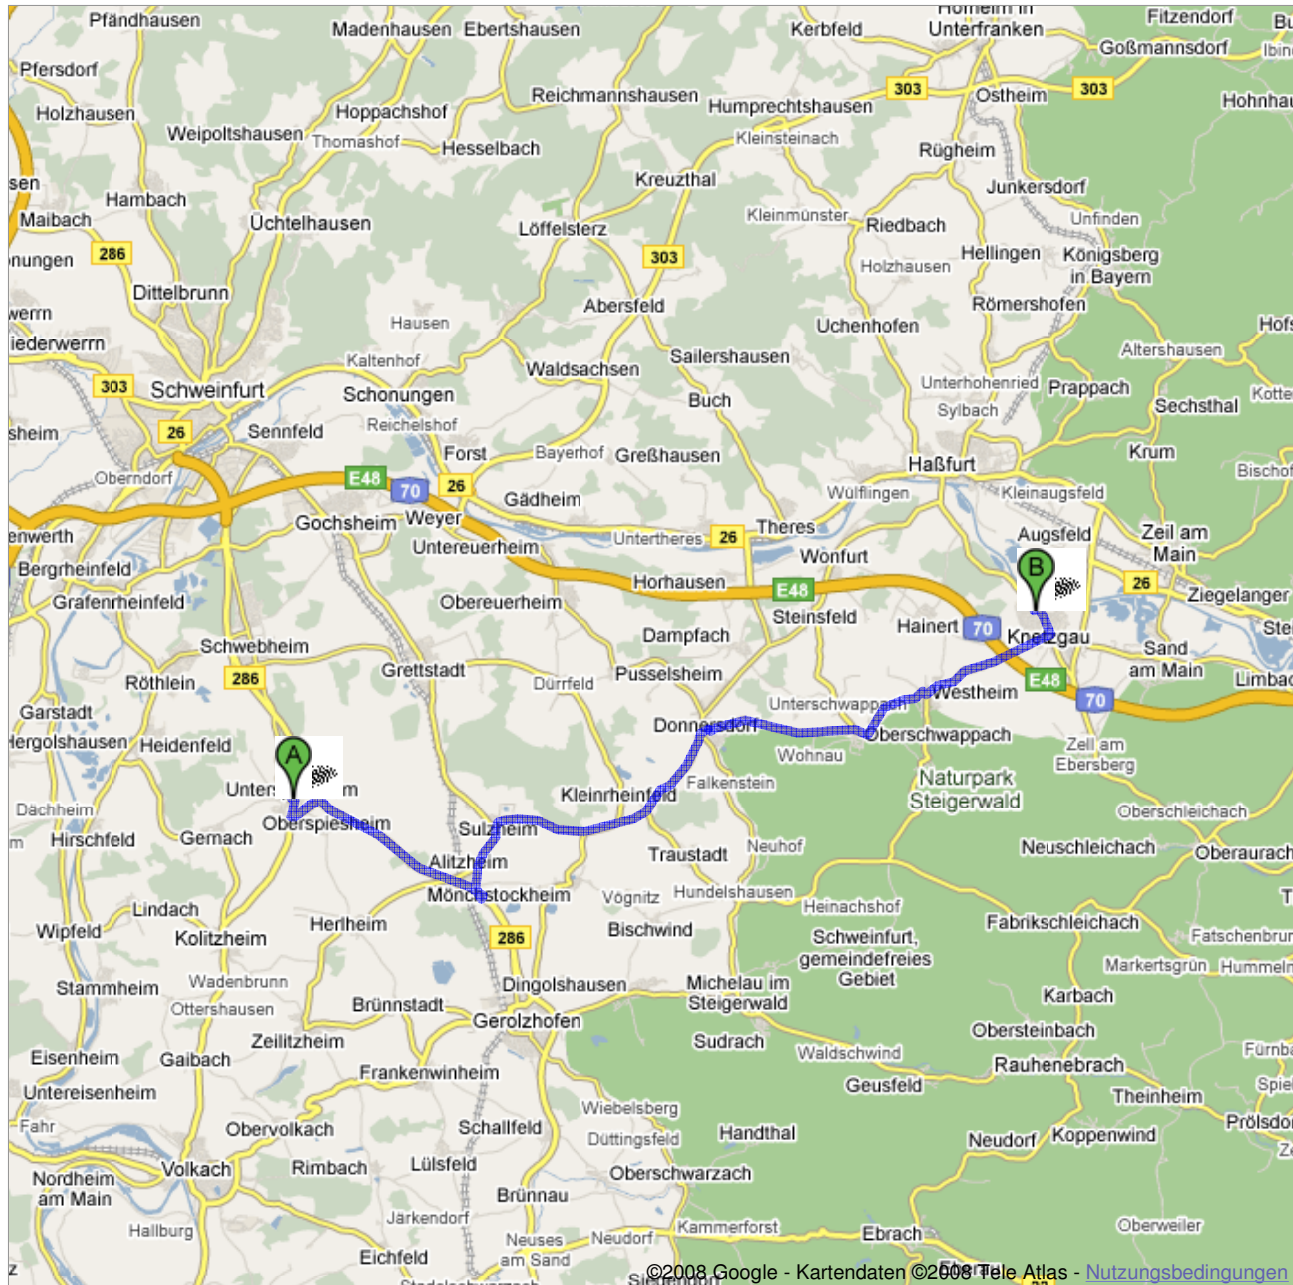 Pfändhausen
Madenhausen
Ebertshausen
Kerbfeld
Hofheim in
Unterfranken
Fitzendorf
Goßmannsdorf
Pfersdorf
Holzhausen
Reichmannshausen
Humprechtshausen
303
Ostheim
303
Hoppachshof
Weipoltshausen
Thomashof
Hesselbach
Kleinsteinach
Rügheim
Hambach
Kreuzthal
Junkersdorf
Maibach
Üchtelhausen
Löffelsterz
Kleinmünster
Riedbach
Unfinden
286
303
Holzhausen
Hellingen
Königsberg
in Bayern
Dittelbrunn
Abersfeld
Römershofen
Hausen
Uchenhofen
Kaltenhof
Waldsachsen
Sailershausen
Altershausen
303
Schweinfurt
Schonungen
Buch
Unterhohenried
Prappach
Sylbach
Sechsthal
26
Sennfeld
Reichelshof
Forst
Bayerhof
Greßhausen
Haßfurt
Krum
Oberndorf
E48
70
26
Gädheim
Wülflingen
Kleinaugsfeld
Gochsheim
Weyer
Untertheres
26
Theres
Augsfeld
Zeil am
Main
Bergrheinfeld
Untereuerheim
Wonfurt
B
26
Ziegelanger
Grafenrheinfeld
Obereuerheim
Horhausen
E48
Steinsfeld
Hainert
70
Knetzgau
Schwebheim
Dampfach
Sand
am Main
286
Röthlein
Grettstadt
Dürrfeld
Pusselsheim
E48
70
Westheim
Garstadt
Unterschwappach
Donnersdorf
Oberschwappach
Hergolshausen
Heidenfeld
A
Wohnau
Zell am
Ebersberg
Falkenstein
Naturpark
Steigerwald
Kleinrheinfeld
Dächheim
Hirschfeld
Gernach
Oberspiesheim
Sulzheim
Oberschleichach
Neuschleichach
Oberaurach
Alitzheim
Traustadt
Neuhof
Mönchstockheim
Vögnitz
Hundelshausen
Heinachshof
Lindach
Herlheim
Bischwind
Fabrikschleichach
Wipfeld
Kolitzheim
286
Schweinfurt,
gemeindefreies
Gebiet
Markertsgrün
Stammheim
Wadenbrunn
Ottershausen
Brünnstadt
Dingolshausen
Michelau im
Steigerwald
Karbach
Zeilitzheim
Gerolzhofen
Sudrach
Obersteinbach
Eisenheim
Gaibach
Waldschwind
Rauhenebrach
Untereisenheim
Frankenwinheim
Geusfeld
Theinheim
Fahr
Obervolkach
Schallfeld
Wiebelsberg
Düttingsfeld
Handthal
Neudorf
Koppenwind
Volkach
Rimbach
Lülsfeld
Nordheim
am Main
Brünnau
Oberschwarzach
Hallburg
Järkendorf
Neuses
am Sand
Neudorf
Kammerforst
Ebrach
Oberweiler
Eichfeld
©2008 Google - Kartendaten ©2008 Tele Atlas - Nutzungsbedingungen